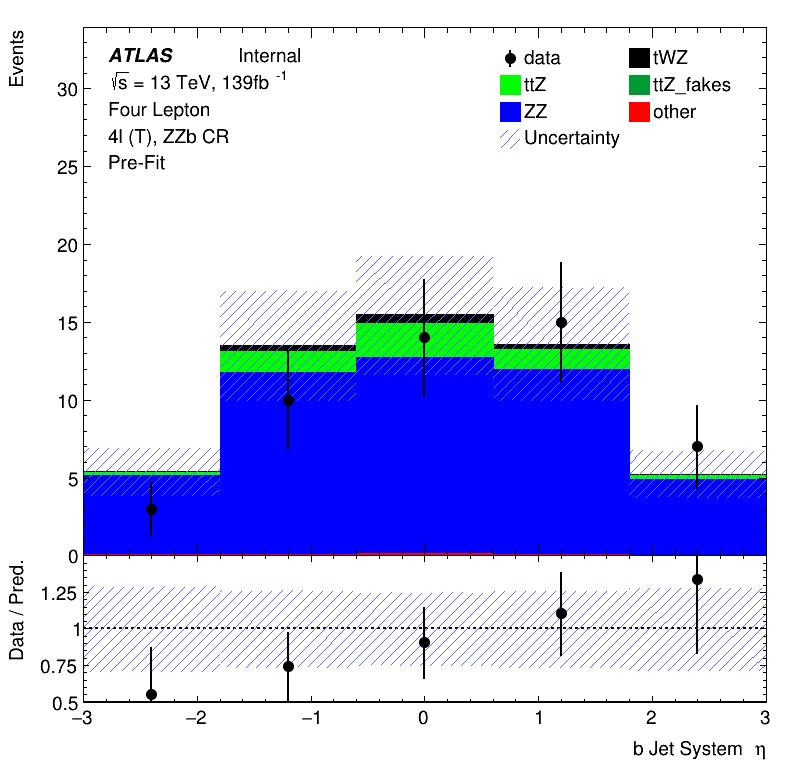 Events
ATLAS Internal
√s = 13 TeV, 139fb -1
Four Lepton
4l (T), ZZb CR
Pre-Fit
data
tWZ
ttZ
ttZ_fakes
ZZ
other
Uncertainty
30
25
20
15
10
5
0
Data / Pred.
1.25
1
0.75
0.5
−3 −2 −1 0 1 2 3
b Jet System η